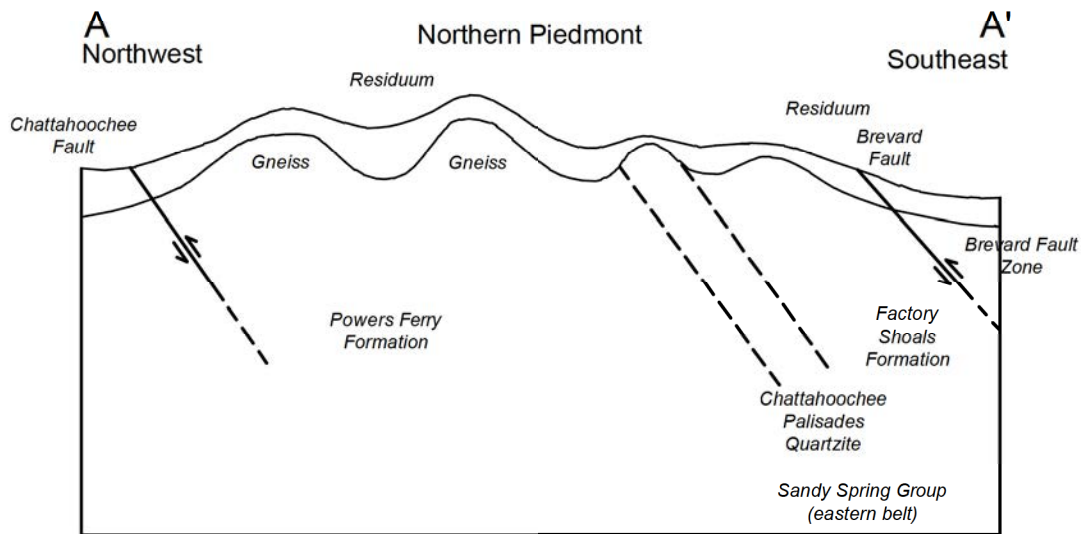 A
Northwest
Northern Piedmont
A'
Southeast
Residuum
Residuum
Chattahoochee
Fault
Brevard
Fault
Gneiss
Gneiss
Brevard Fault
Zone
Powers Ferry
Formation
Factory
Shoals
Formation
Chattahoochee
Palisades
Quartzite
Sandy Spring Group
(eastern belt)